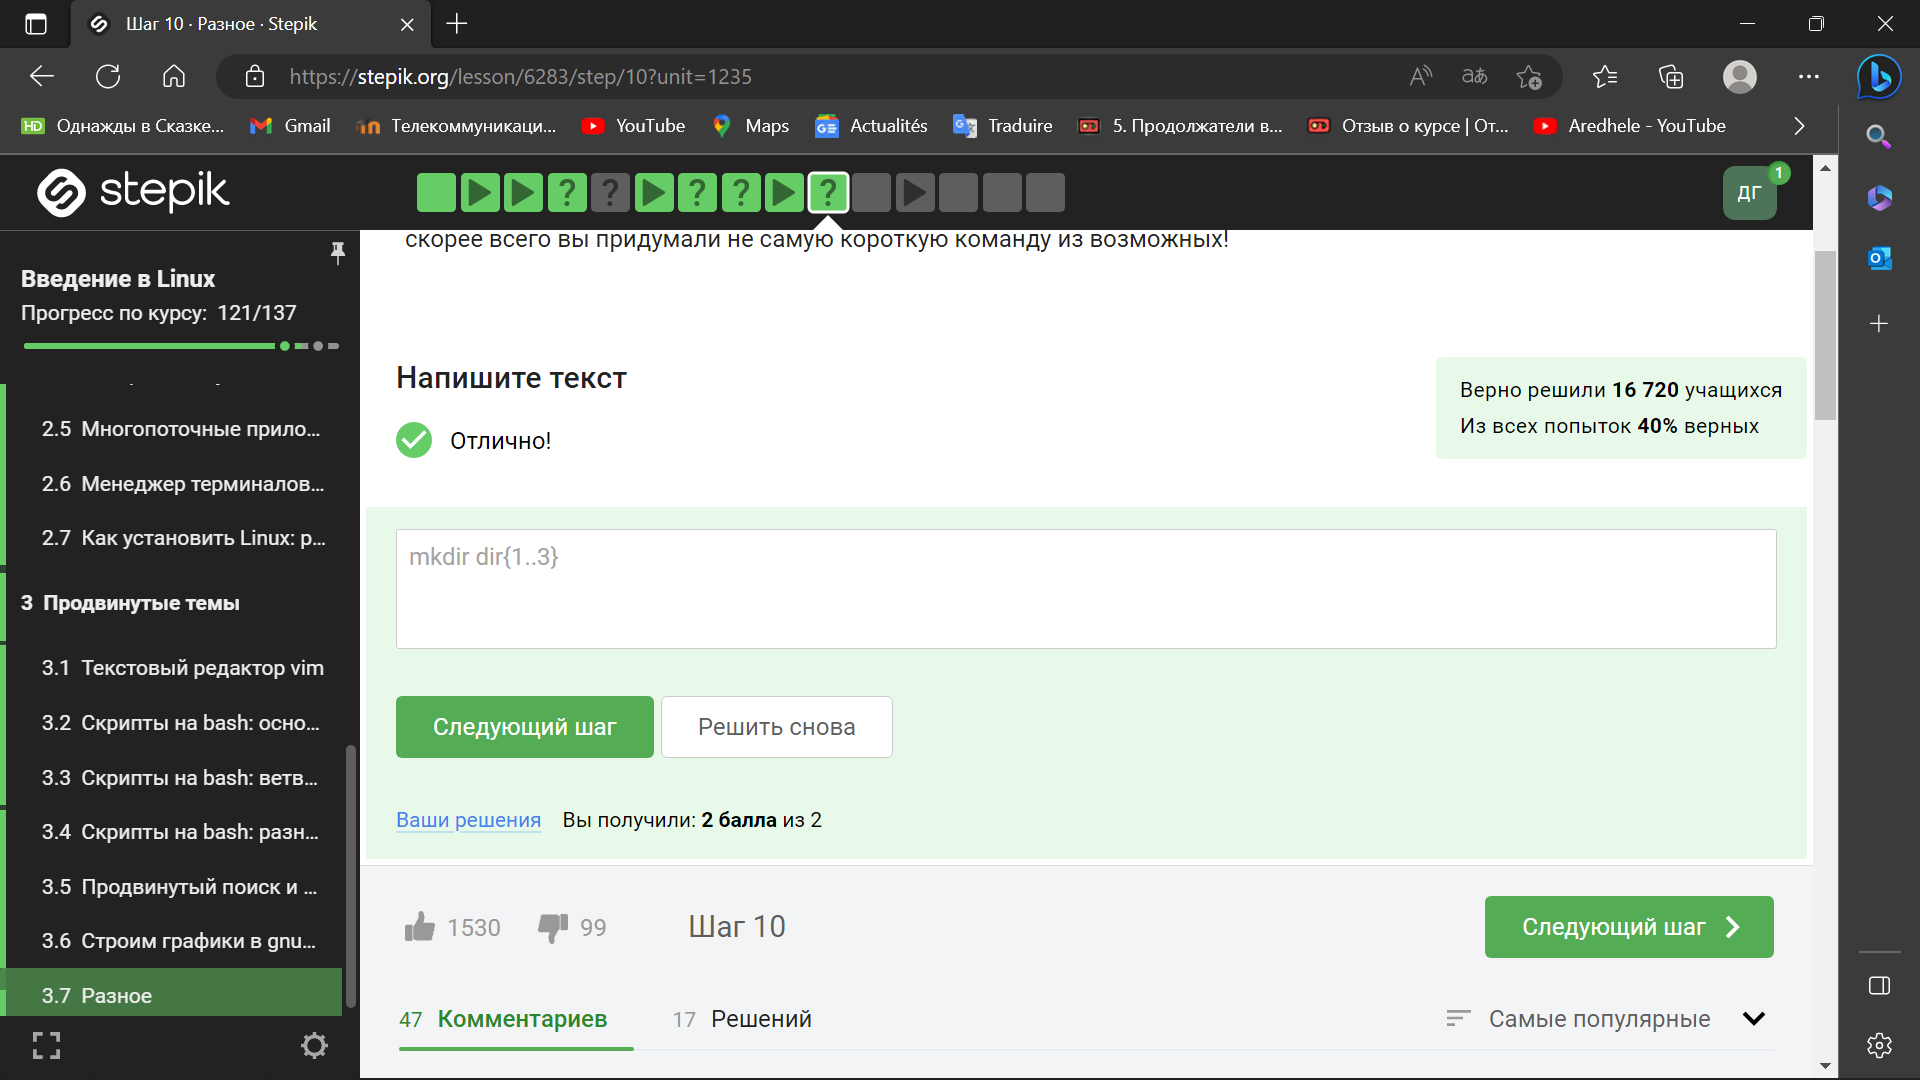 Шаг 10 · Разное · Stepik
https://stepik.org/lesson/6283/step/10?unit=1235
Однажды в Сказке...
Gmail
Телекоммуникаци...
YouTube
Maps
Actualités
Traduire
5. Продолжатели в...
Отзыв о курсе | От...
Aredhele - YouTube
stepik
ДГ
1
Введение в Linux
Прогресс по курсу: 121/137
2.5 Многопоточные прило...
2.6 Менеджер терминалов...
2.7 Как установить Linux: р...
3 Продвинутые темы
3.1 Текстовый редактор vim
3.2 Скрипты на bash: осно...
3.3 Скрипты на bash: ветв...
3.4 Скрипты на bash: разн...
3.5 Продвинутый поиск и ...
3.6 Строим графики в gnu...
3.7 Разное
скорее всего вы придумали не самую короткую команду из возможных!
Напишите текст
Отлично!
Верно решили 16 720 учащихся
Из всех попыток 40% верных
mkdir dir{1..3}
Следующий шаг
Решить снова
Ваши решения Вы получили: 2 балла из 2
1530
99
Шаг 10
Следующий шаг
47 Комментариев
17 Решений
Самые популярные